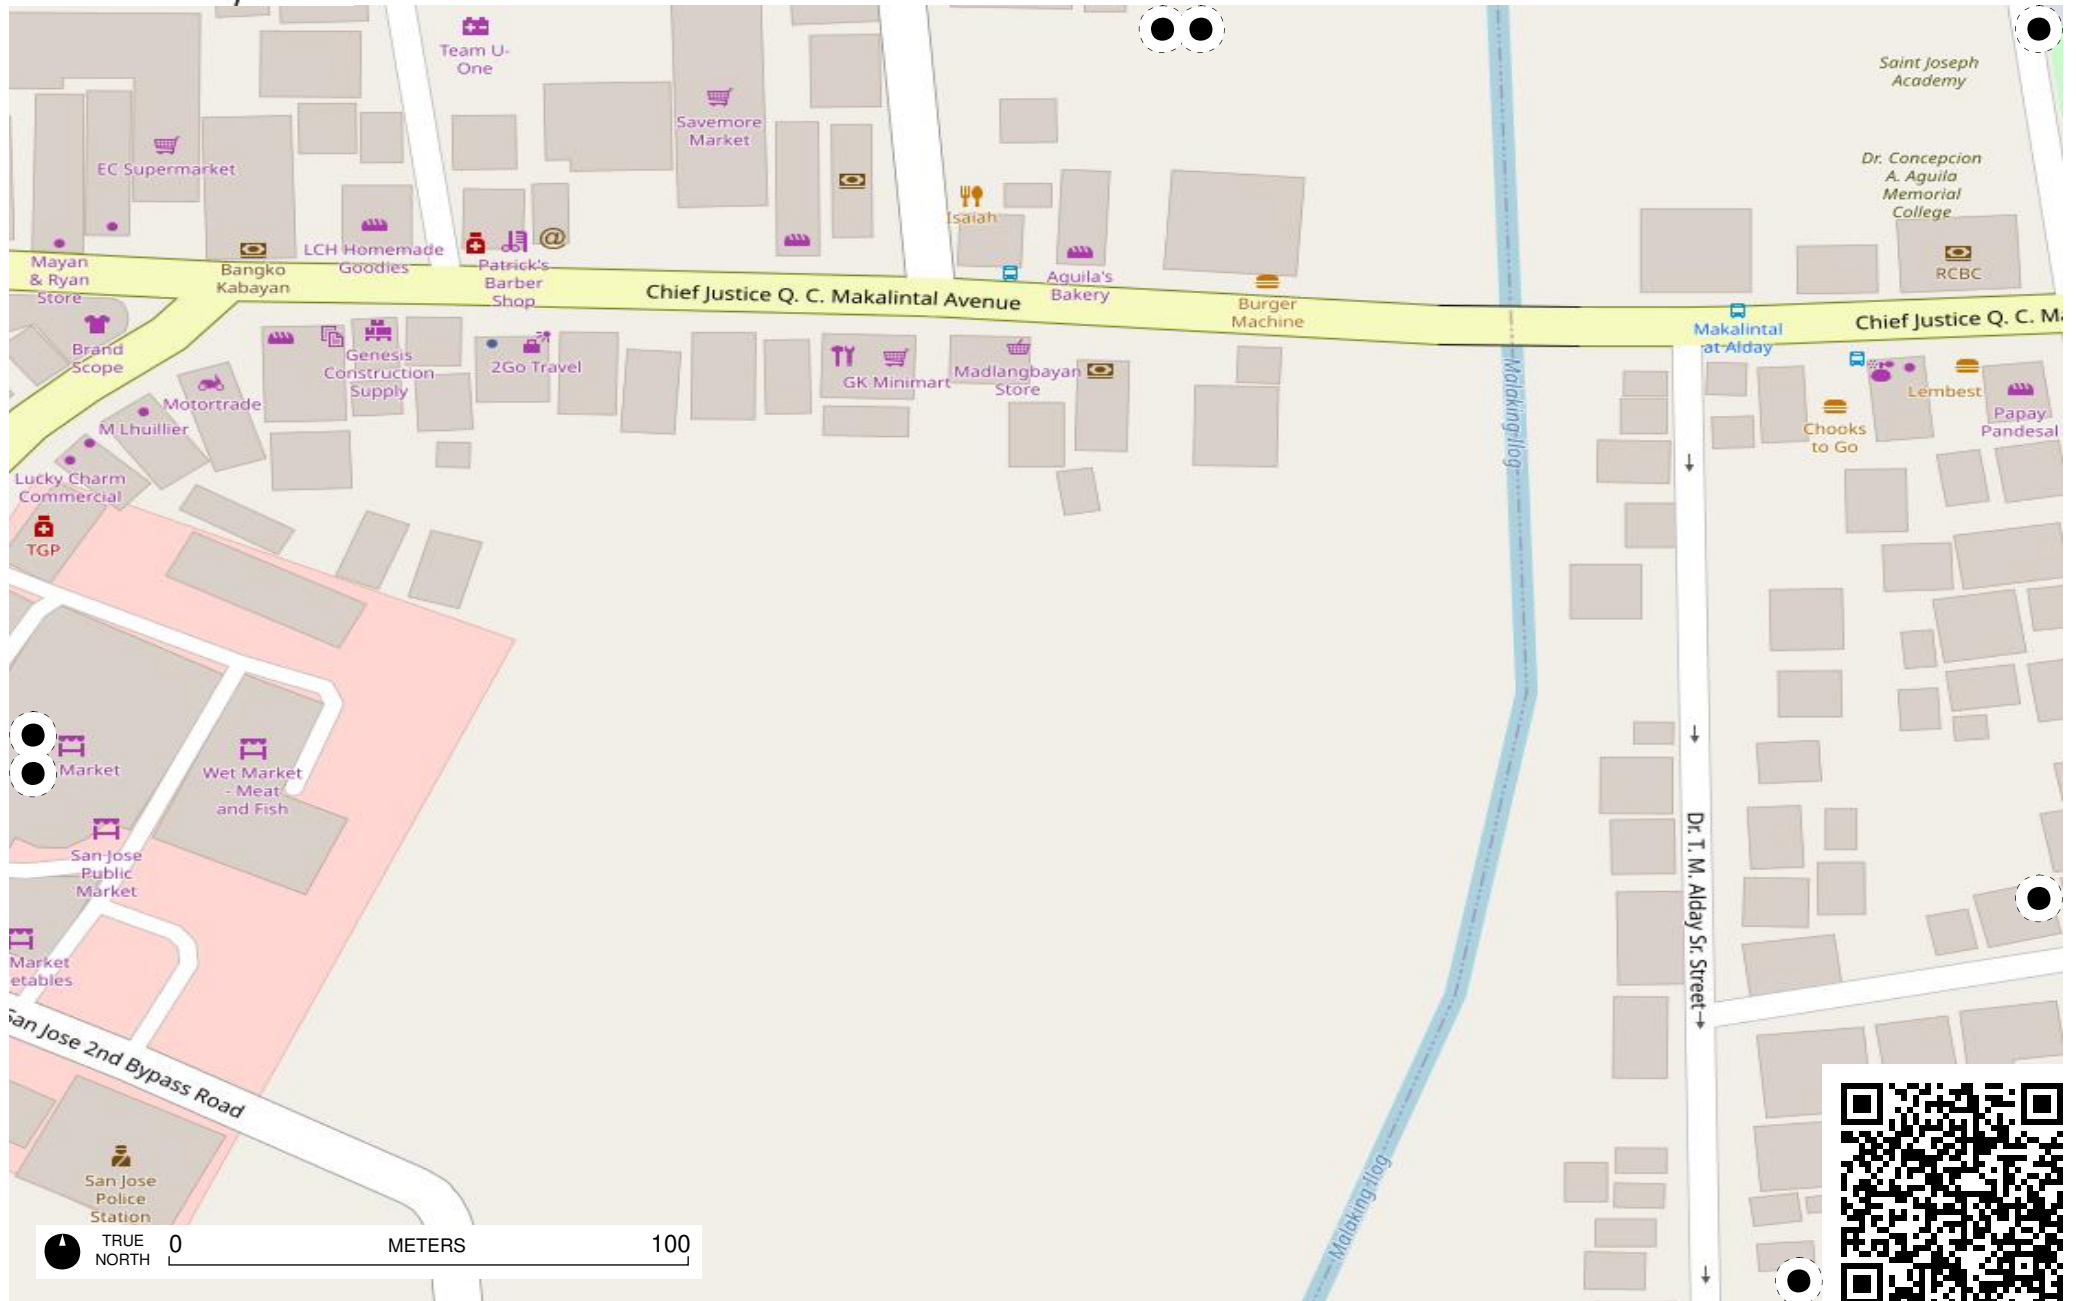 Team U-
One
Saint Joseph
Academy
Savemore
Market
EC Supermarket
Dr. Concepcion
A. Aguila
Memorial
College
Isaiah
LCH Homemade
Goodies
Mayan
& Ryan
Store
Bangko
Kabayan
@
Patrick's
Barber
Shop
Aguila's
Bakery
RCBC
Chief Justice Q. C. Makalintal Avenue
Burger
Machine
Makalintal
at Alday
Chief Justice Q. C. Ma
Brand
Scope
Genesis
Construction
Supply
2Go Travel
GK Minimart
Madlangbayan
Store
Lembest
Motortrade
M Lhuillier
Chooks
to Go
Papay
Pandesal
Malaking Ilog
Lucky Charm
Commercial
TGP
Market
Wet Market
- Meat
and Fish
San Jose
Public
Market
Dr. T. M. Alday Sr. Street
Market
etables
San Jose 2nd Bypass Road
San Jose
Police
Station
Malaking Ilog
TRUE
NORTH
0 METERS 100